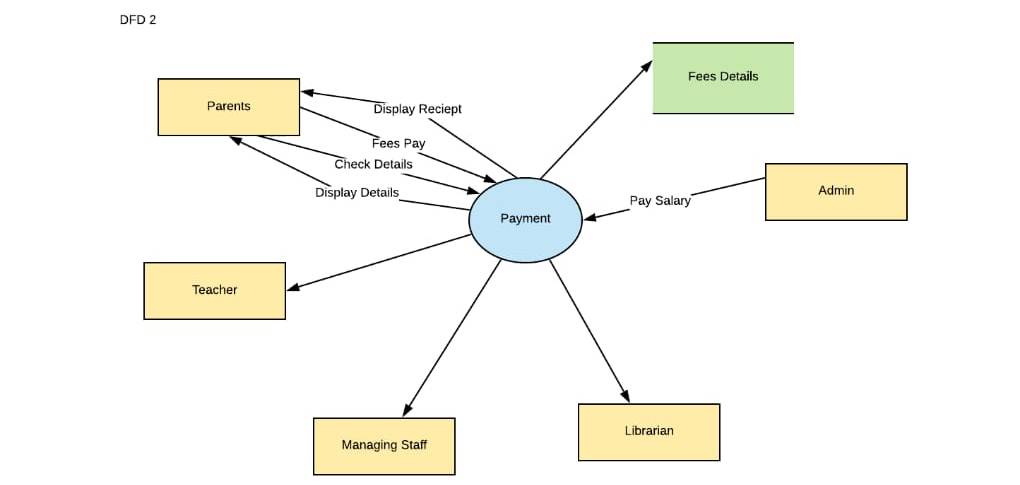 DFD 2
Fees Details
Parents
Display Reciept
Fees Pay
Check Details
Display Details
Admin
Pay Salary
Payment
Teacher
Managing Staff
Librarian